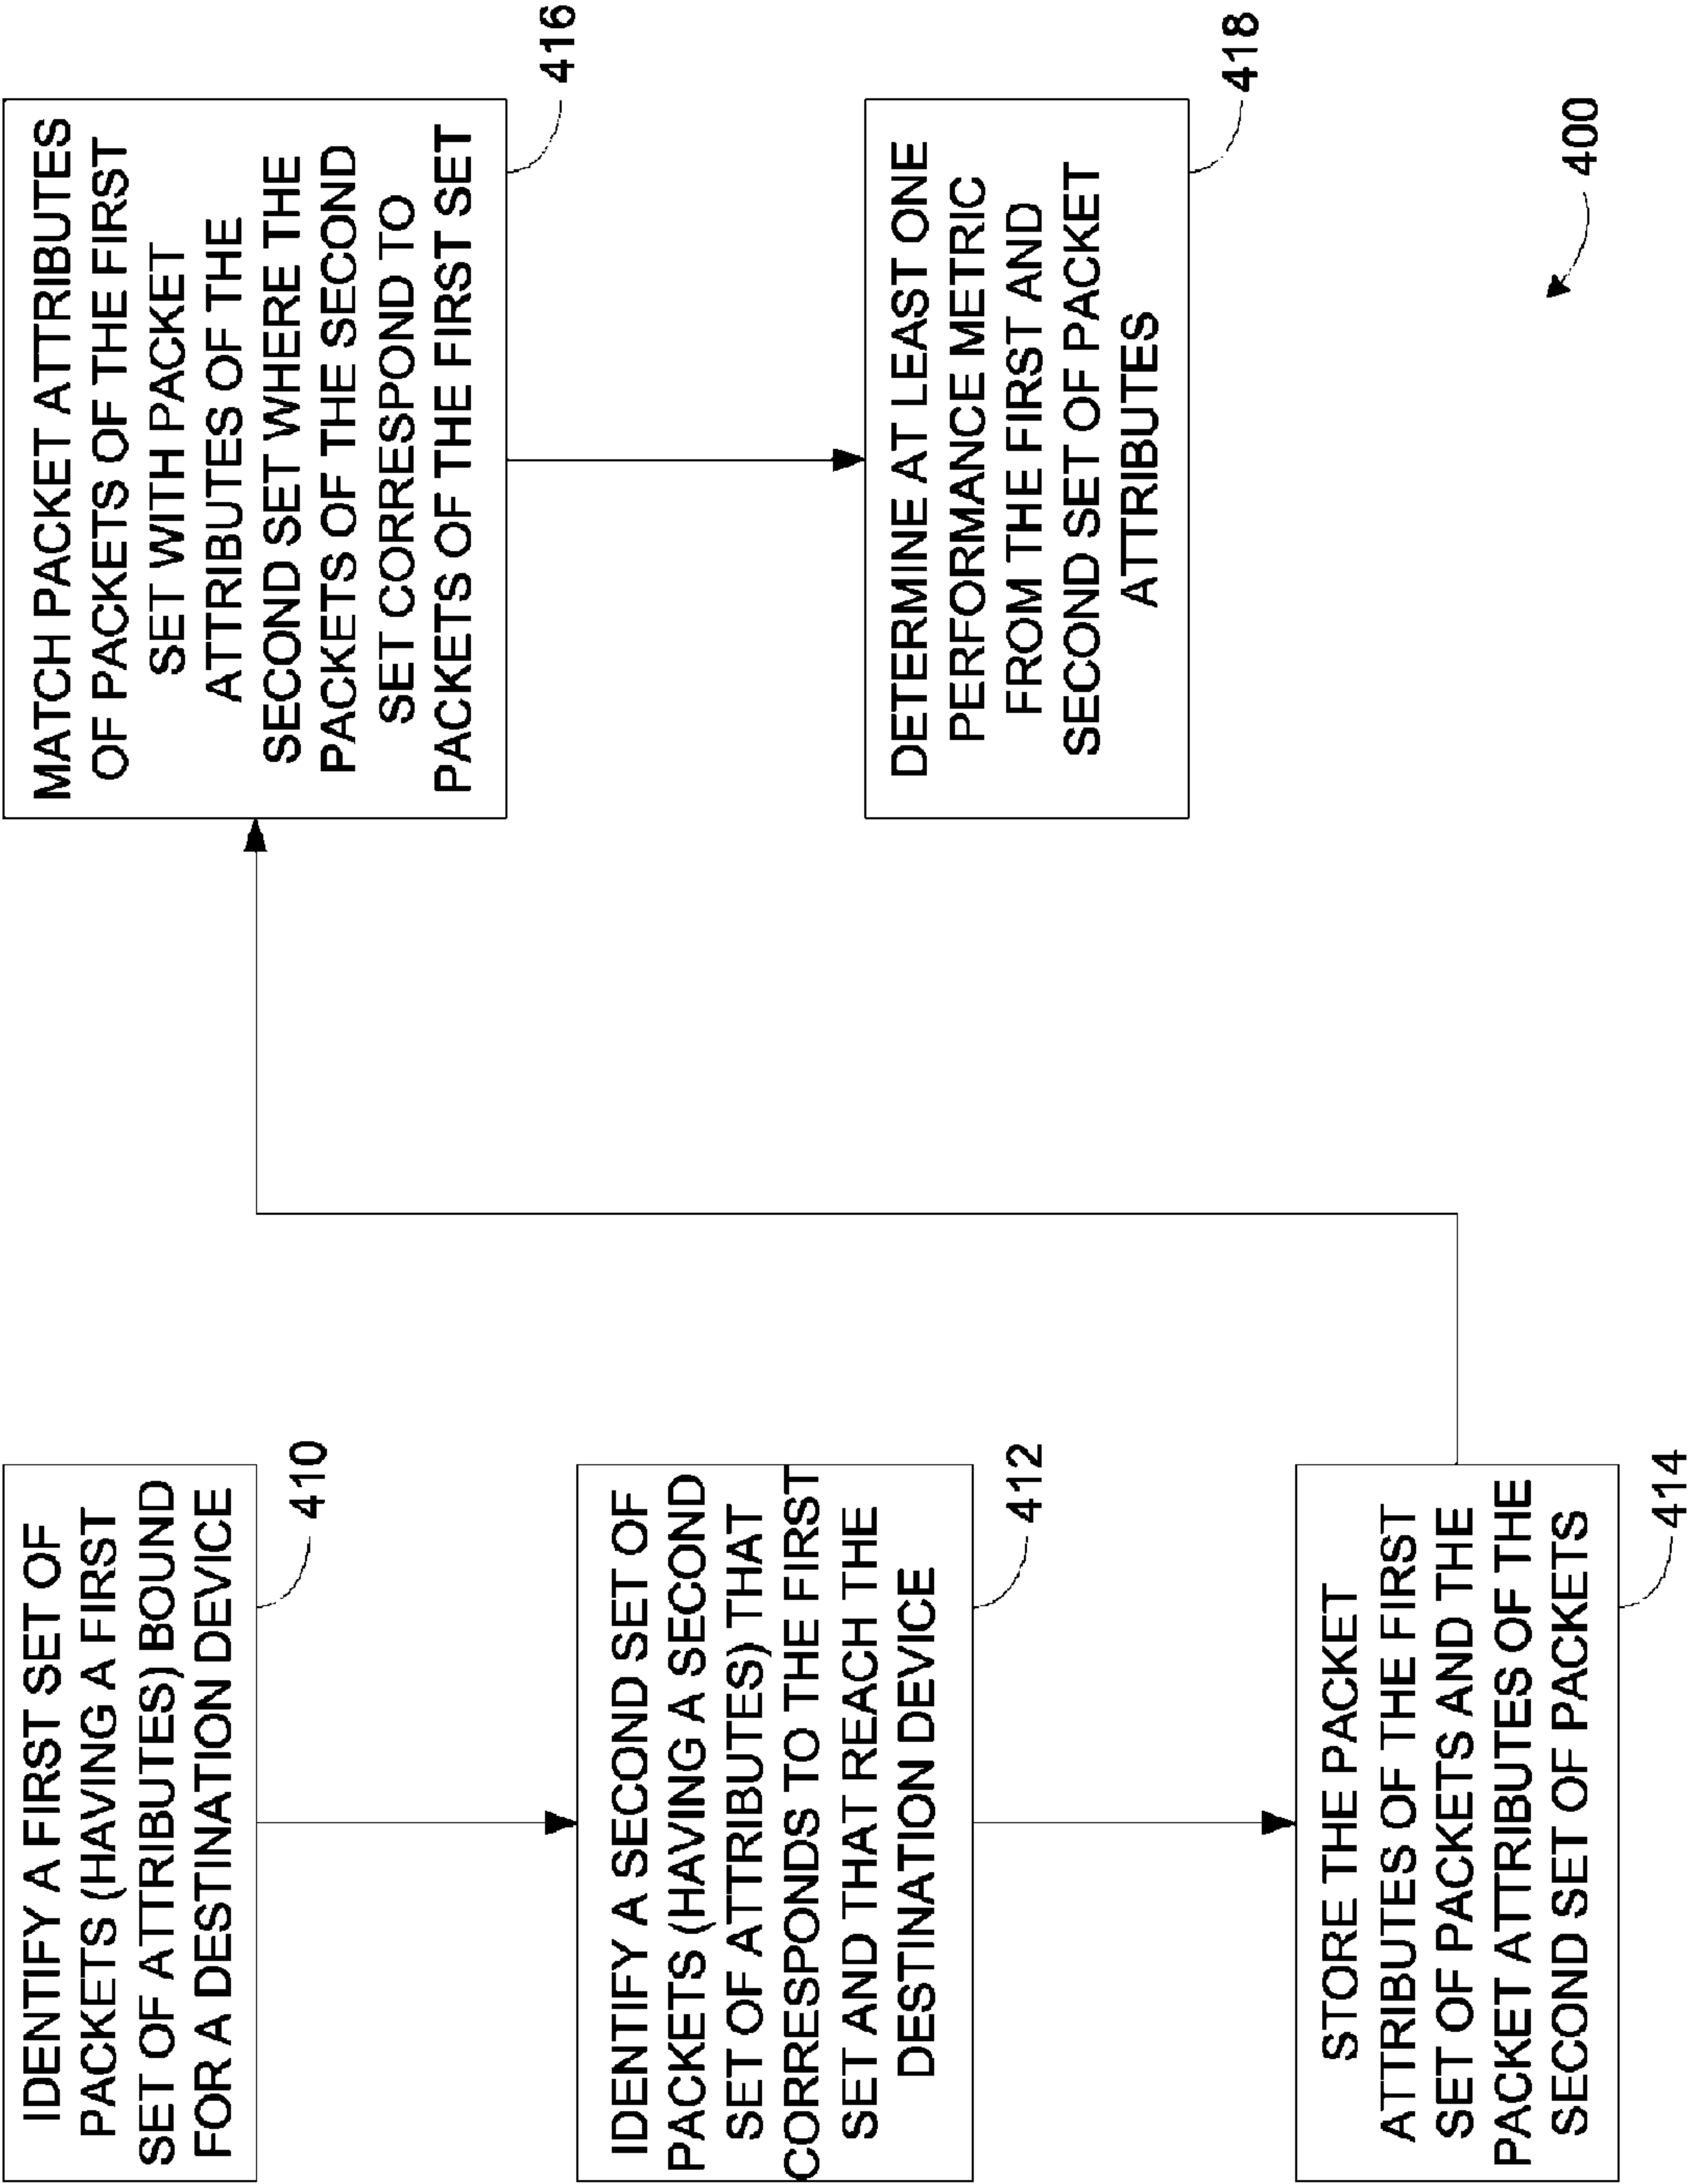 IDENTIFY A FIRST SET OF
PACKETS (HAVING A FIRST
SET OF ATTRIBUTES) BOUND
FOR A DESTINATION DEVICE
410
IDENTIFY A SECOND SET OF
PACKETS (HAVING A SECOND
SET OF ATTRIBUTES) THAT
CORRESPONDS TO THE FIRST
SET AND THAT REACH THE
DESTINATION DEVICE
412
STORE THE PACKET
ATTRIBUTES OF THE FIRST
SET OF PACKETS AND THE
PACKET ATTRIBUTES OF THE
SECOND SET OF PACKETS
414
MATCH PACKET ATTRIBUTES
OF PACKETS OF THE FIRST
SET WITH PACKET
ATTRIBUTES OF THE
SECOND SET WHERE THE
PACKETS OF THE SECOND
SET CORRESPOND TO
PACKETS OF THE FIRST SET
416
DETERMINE AT LEAST ONE
PERFORMANCE METRIC
FROM THE FIRST AND
SECOND SET OF PACKET
ATTRIBUTES
418
400